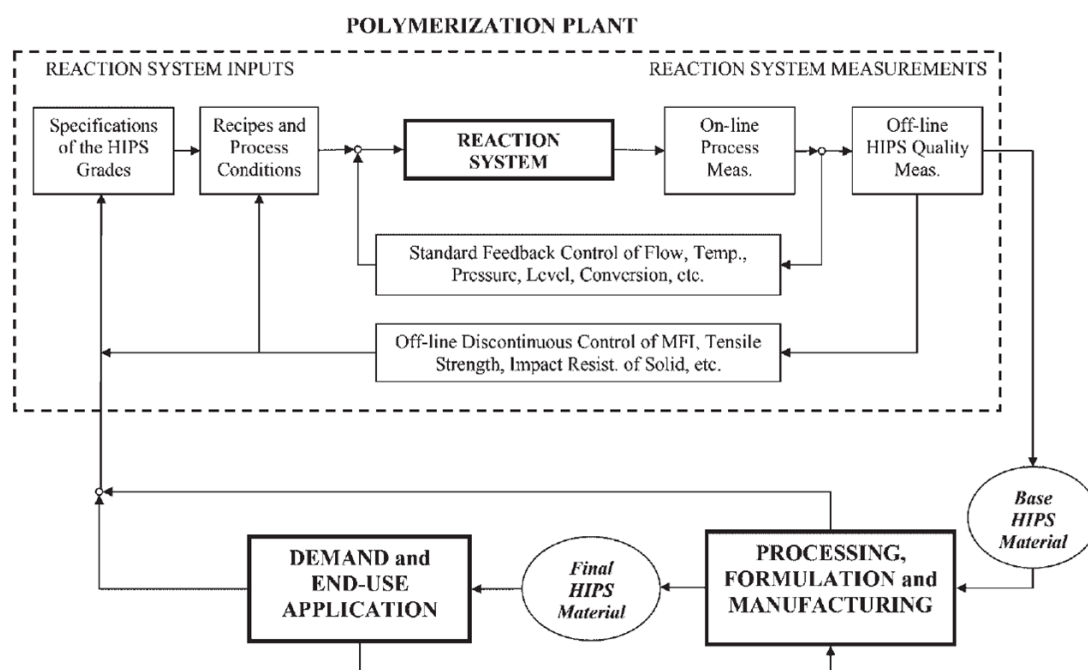 POLYMERIZATION PLANT
REACTION SYSTEM INPUTS
REACTION SYSTEM MEASUREMENTS
Specifications
of the HIPS
Grades
Recipes and
Process
Conditions
REACTION
SYSTEM
On-line
Process
Meas.
Off-line
HIPS Quality
Meas.
Standard Feedback Control of Flow, Temp.,
Pressure, Level, Conversion, etc.
Off-line Discontinuous Control of MFI, Tensile
Strength, Impact Resist. of Solid, etc.
Base
HIPS
Material
DEMAND and
END-USE
APPLICATION
Final
HIPS
Material
PROCESSING,
FORMULATION and
MANUFACTURING